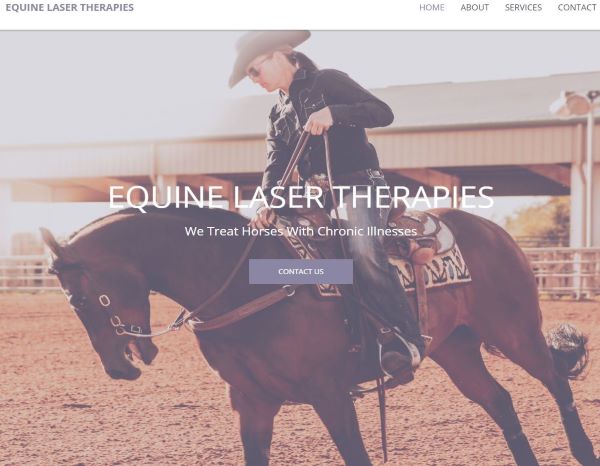 EQUINE LASER THERAPIES
HOME ABOUT SERVICES CONTACT
EQUINE LASER THERAPIES
We Treat Horses With Chronic Illnesses
CONTACT US